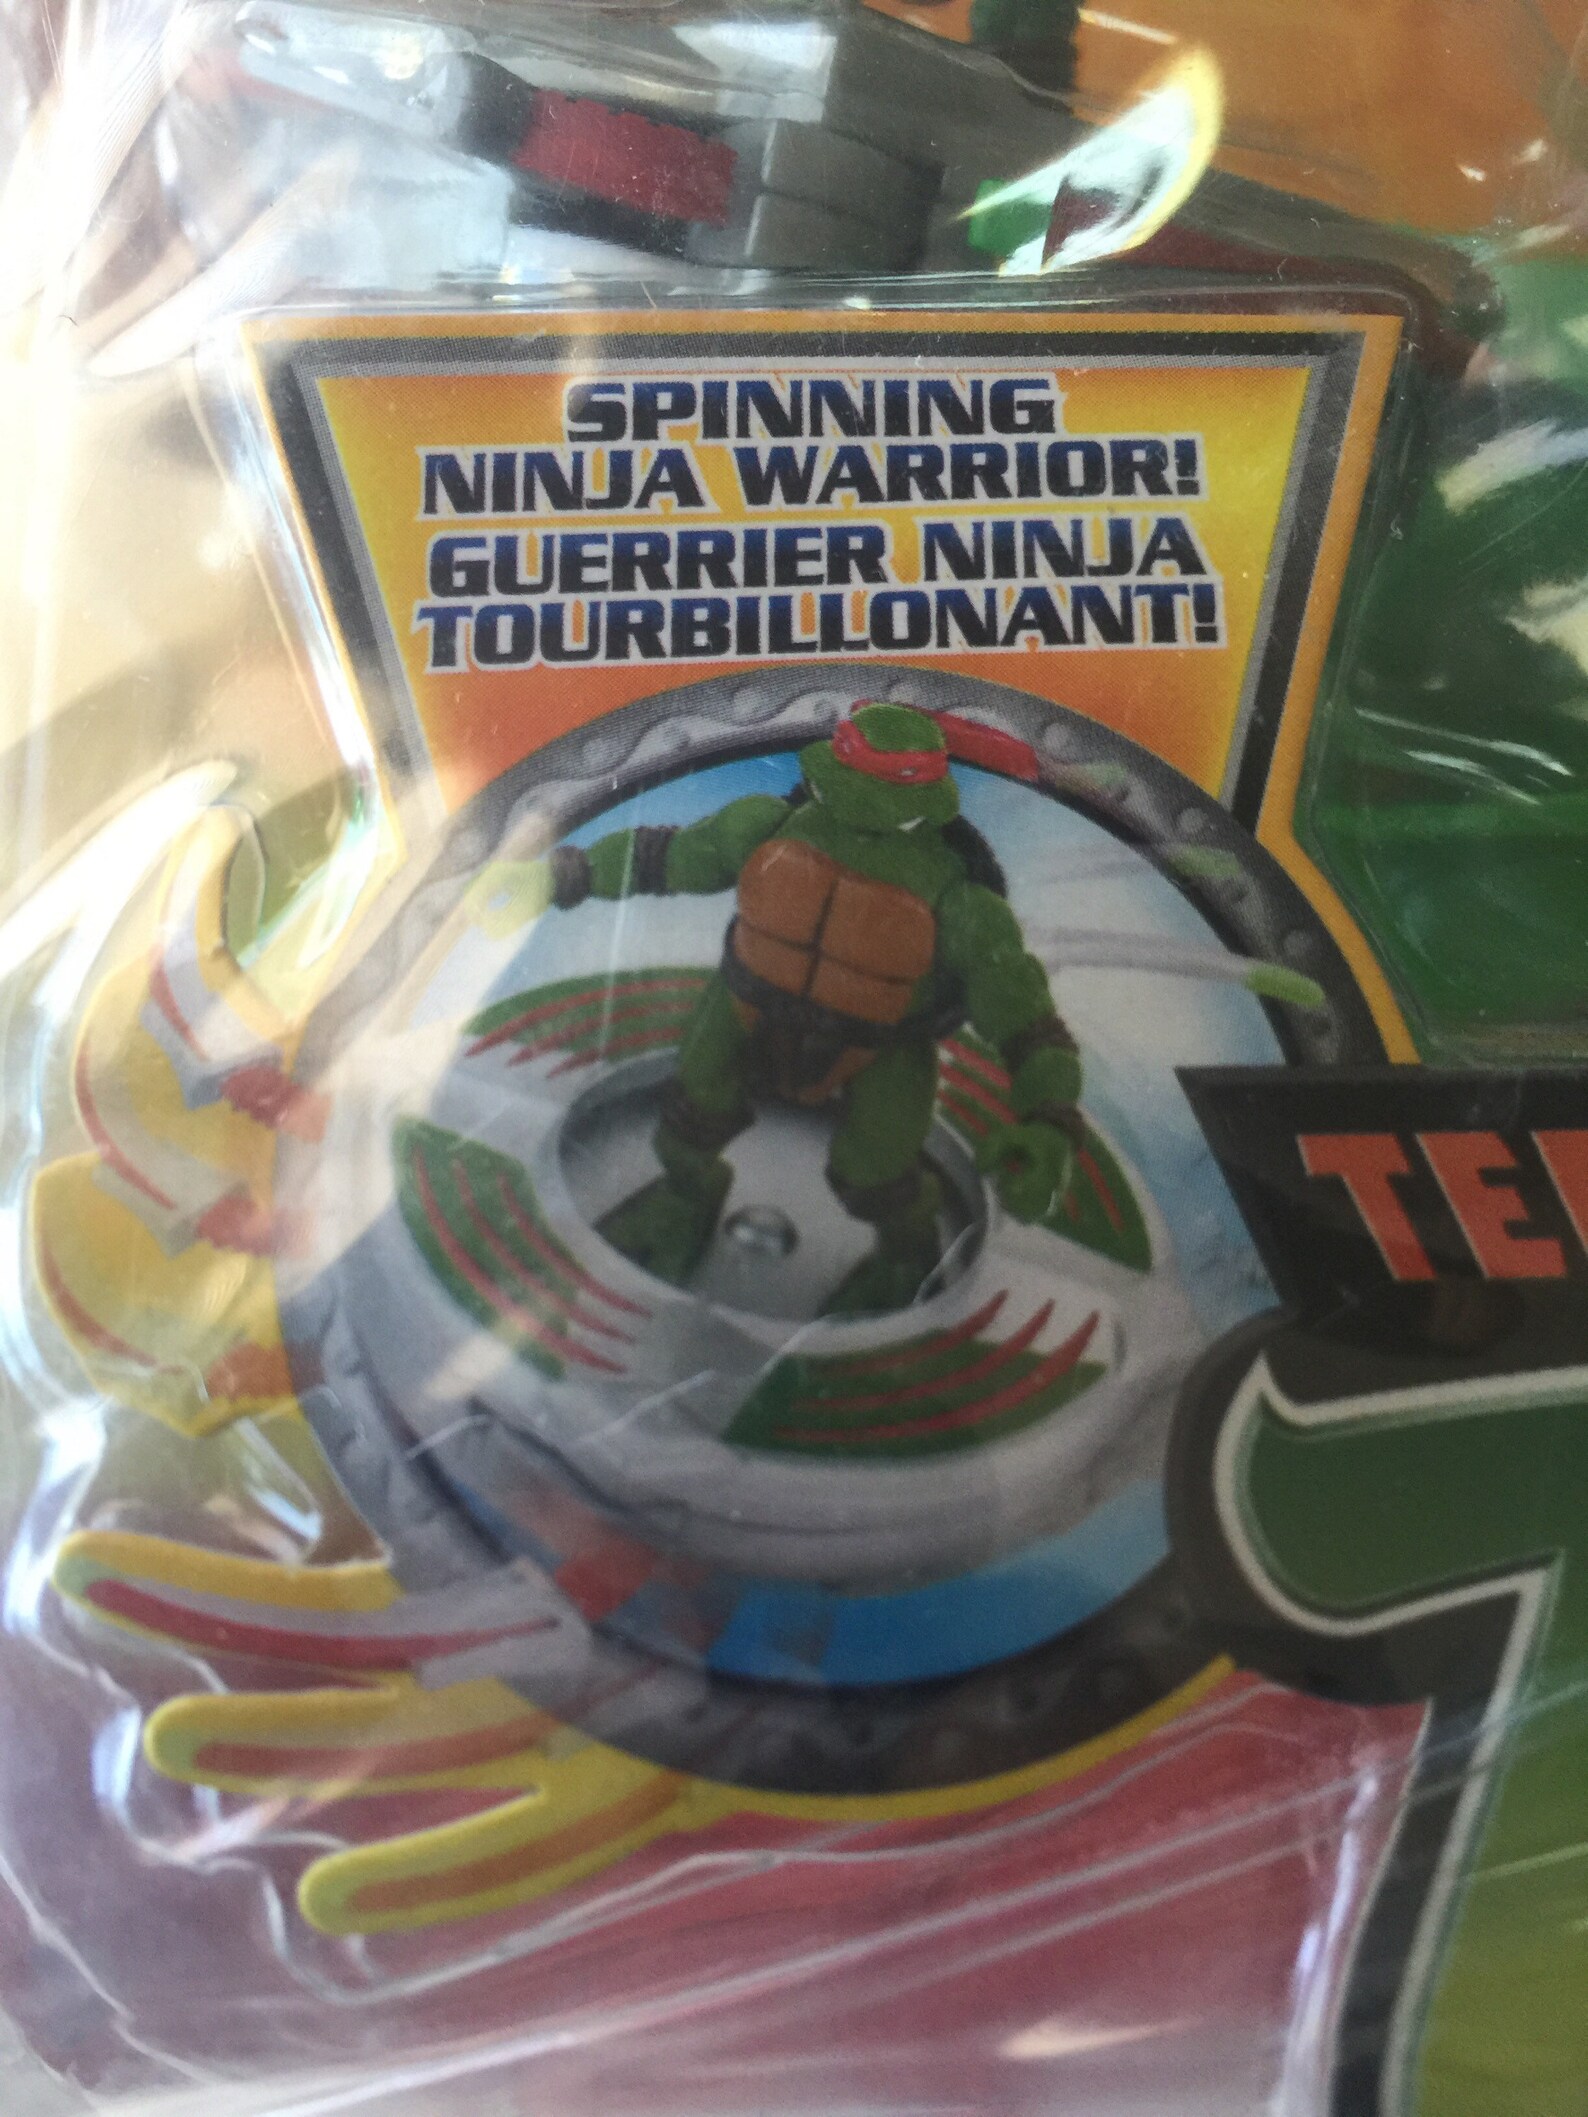 SPINNING
NINJA WARRIOR!
GUERRIER NINJA
TOURBILLONANT!